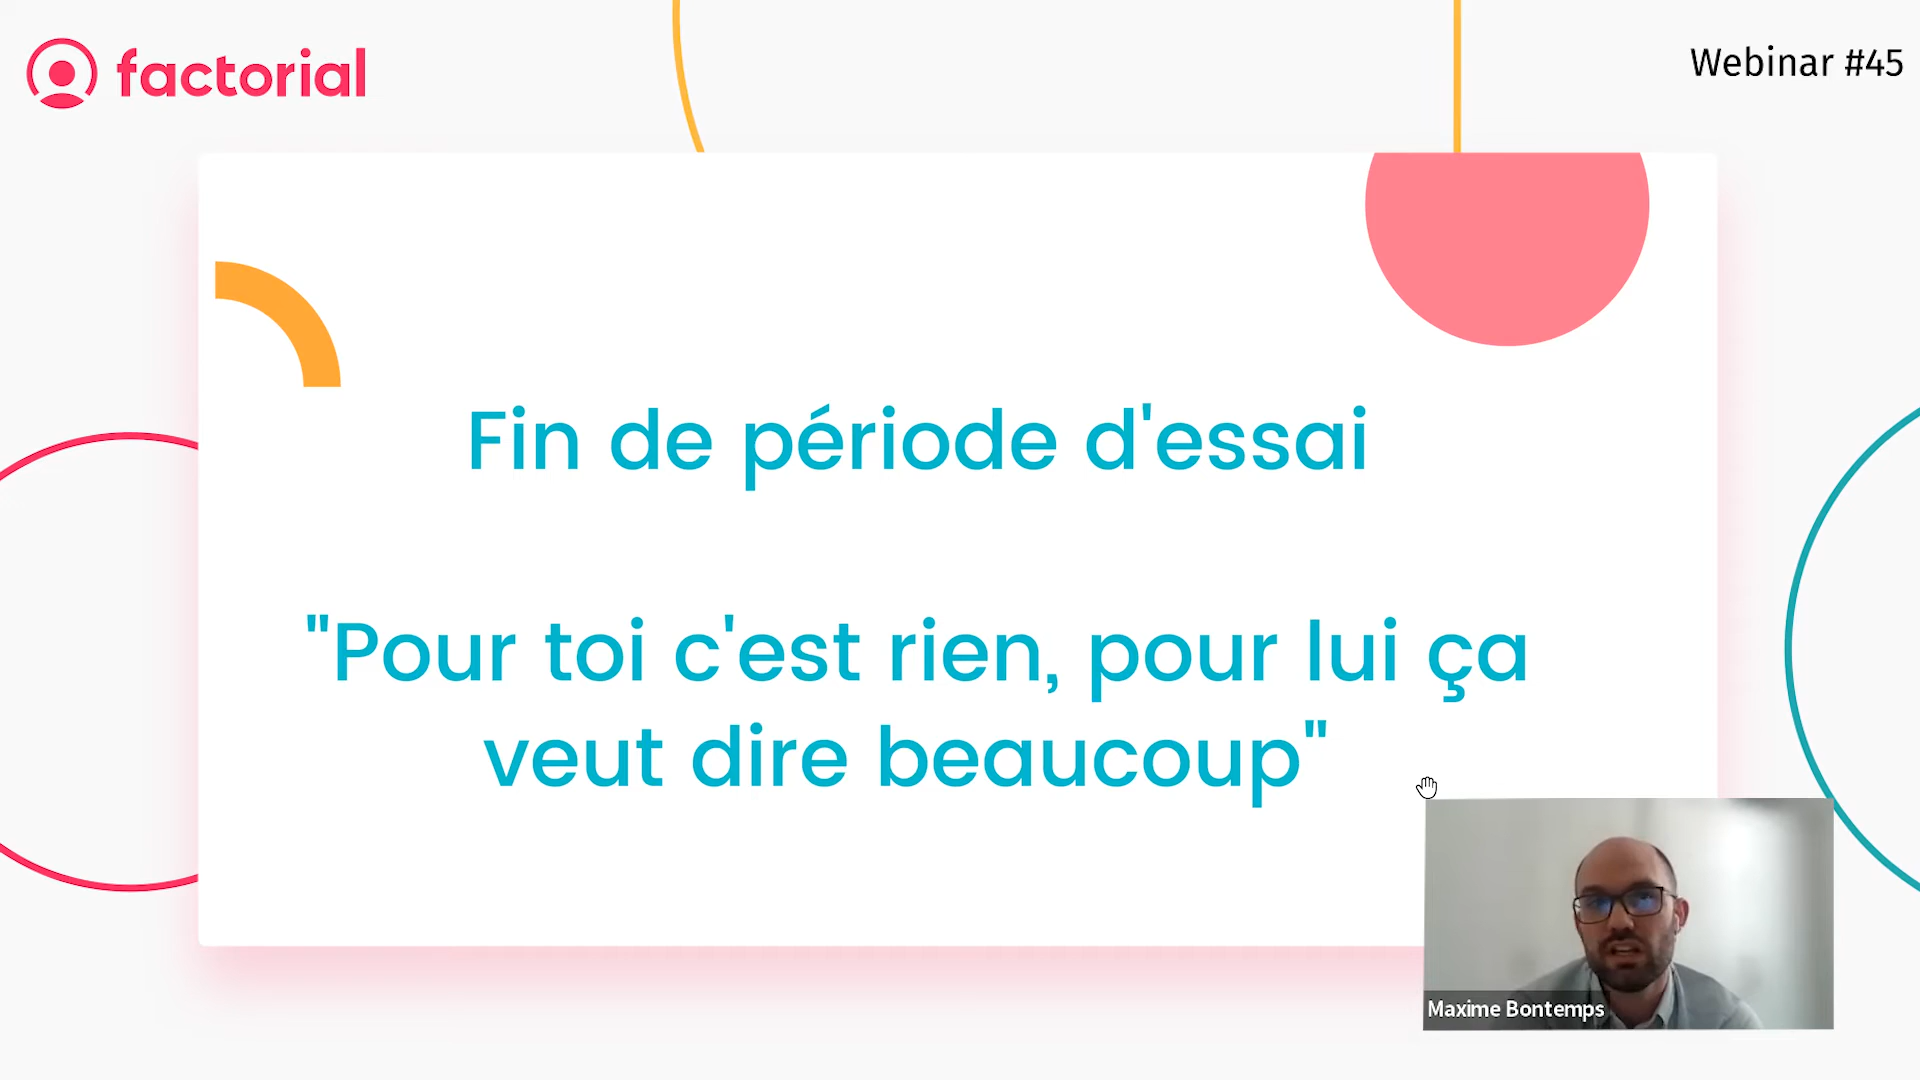 factorial
Webinar #45
Fin de période d'essai
"Pour toi c'est rien, pour lui ça
veut dire beaucoup"
Maxime Bontemps